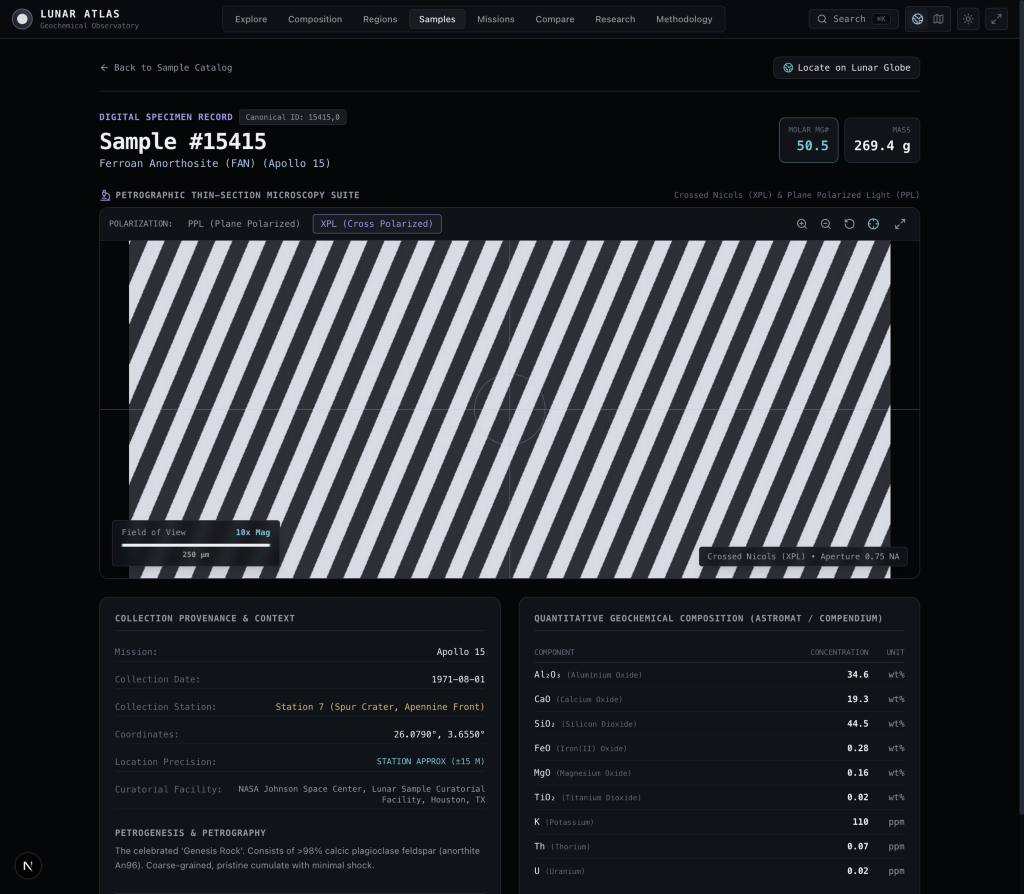 LUNAR ATLAS
Geochemical Observatory
Explore Composition Regions Samples Missions Compare Research Methodology
Search ⌘K
← Back to Sample Catalog
Locate on Lunar Globe
DIGITAL SPECIMEN RECORD Canonical ID: 15415,0
Sample #15415
Ferroan Anorthosite (FAN) (Apollo 15)
MOLAR MG#
50.5
MASS
269.4 g
PETROGRAPHIC THIN-SECTION MICROSCOPY SUITE
Crossed Nicols (XPL) & Plane Polarized Light (PPL)
POLARIZATION: PPL (Plane Polarized) XPL (Cross Polarized)
Field of View 10x Mag
250 μm
Crossed Nicols (XPL) • Aperture 0.75 NA
COLLECTION PROVENANCE & CONTEXT
Mission: Apollo 15
Collection Date: 1971-08-01
Collection Station: Station 7 (Spur Crater, Apennine Front)
Coordinates: 26.0790°, 3.6550°
Location Precision: STATION APPROX (±15 M)
Curatorial Facility: NASA Johnson Space Center, Lunar Sample Curatorial
Facility, Houston, TX
PETROGENESIS & PETROGRAPHY
The celebrated 'Genesis Rock'. Consists of >98% calcic plagioclase feldspar (anorthite
An96). Coarse-grained, pristine cumulate with minimal shock.
QUANTITATIVE GEOCHEMICAL COMPOSITION (ASTROMAT / COMPENDIUM)
COMPONENT CONCENTRATION UNIT
Al₂O₃ (Aluminium Oxide) 34.6 wt%
CaO (Calcium Oxide) 19.3 wt%
SiO₂ (Silicon Dioxide) 44.5 wt%
FeO (Iron(II) Oxide) 0.28 wt%
MgO (Magnesium Oxide) 0.16 wt%
TiO₂ (Titanium Dioxide) 0.02 wt%
K (Potassium) 110 ppm
Th (Thorium) 0.07 ppm
U (Uranium) 0.02 ppm
N